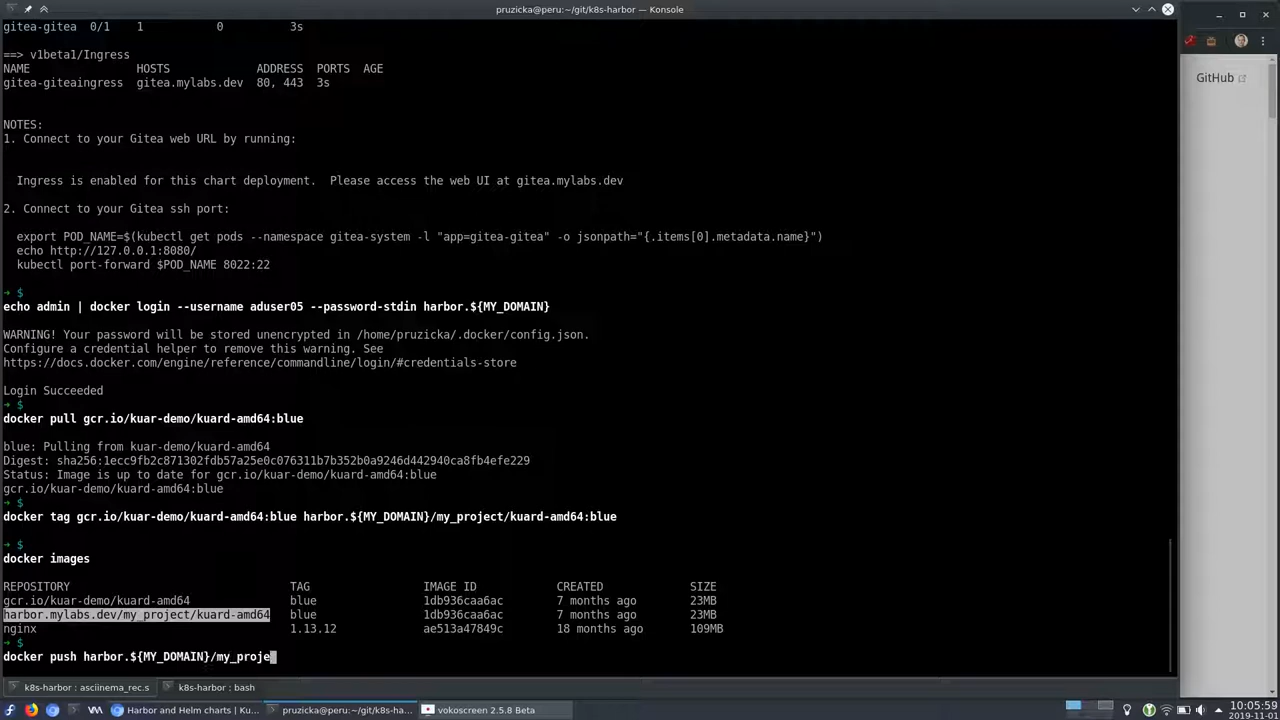 pruzicka@peru:~/git/k8s-harbor — Konsole
gitea-gitea  0/1    1           0          3s
==> v1beta1/Ingress
NAME               HOSTS             ADDRESS  PORTS  AGE
gitea-giteaingress  gitea.mylabs.dev  80, 443  3s
NOTES:
1. Connect to your Gitea web URL by running:
Ingress is enabled for this chart deployment.  Please access the web UI at gitea.mylabs.dev
2. Connect to your Gitea ssh port:
export POD_NAME=$(kubectl get pods --namespace gitea-system -l "app=gitea-gitea" -o jsonpath="{.items[0].metadata.name}")
echo http://127.0.0.1:8080/
kubectl port-forward $POD_NAME 8022:22
➜ $
echo admin | docker login --username aduser05 --password-stdin harbor.${MY_DOMAIN}
WARNING! Your password will be stored unencrypted in /home/pruzicka/.docker/config.json.
Configure a credential helper to remove this warning. See
https://docs.docker.com/engine/reference/commandline/login/#credentials-store
Login Succeeded
➜ $
docker pull gcr.io/kuar-demo/kuard-amd64:blue
blue: Pulling from kuar-demo/kuard-amd64
Digest: sha256:1ecc9fb2c871302fdb57a25e0c076311b7b352b0a9246d442940ca8fb4efe229
Status: Image is up to date for gcr.io/kuar-demo/kuard-amd64:blue
gcr.io/kuar-demo/kuard-amd64:blue
➜ $
docker tag gcr.io/kuar-demo/kuard-amd64:blue harbor.${MY_DOMAIN}/my_project/kuard-amd64:blue
➜ $
docker images
REPOSITORY                        TAG             IMAGE ID        CREATED         SIZE
gcr.io/kuar-demo/kuard-amd64      blue            1db936caa6ac    7 months ago    23MB
harbor.mylabs.dev/my_project/kuard-amd64   blue   1db936caa6ac    7 months ago    23MB
nginx                             1.13.12         ae513a47849c    18 months ago   109MB
➜ $
docker push harbor.${MY_DOMAIN}/my_proje
GitHub
k8s-harbor : asciinema_rec.s
k8s-harbor : bash
Harbor and Helm charts | Ku...
pruzicka@peru:~/git/k8s-ha...
vokoscreen 2.5.8 Beta
10:05:59
2019-11-01